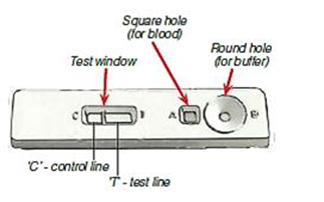 Square hole
(for blood)
Round hole
(for buffer)
Test window
C
T
A
B
'C' - control line
'T' - test line